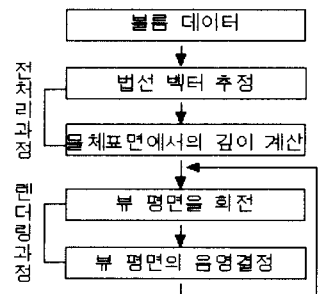 볼륨 데이터
전처리과정
법선 벡터 추정
물체표면에서의 깊이 계산
렌더링과정
뷰 평면을 회전
뷰 평면의 음영결정